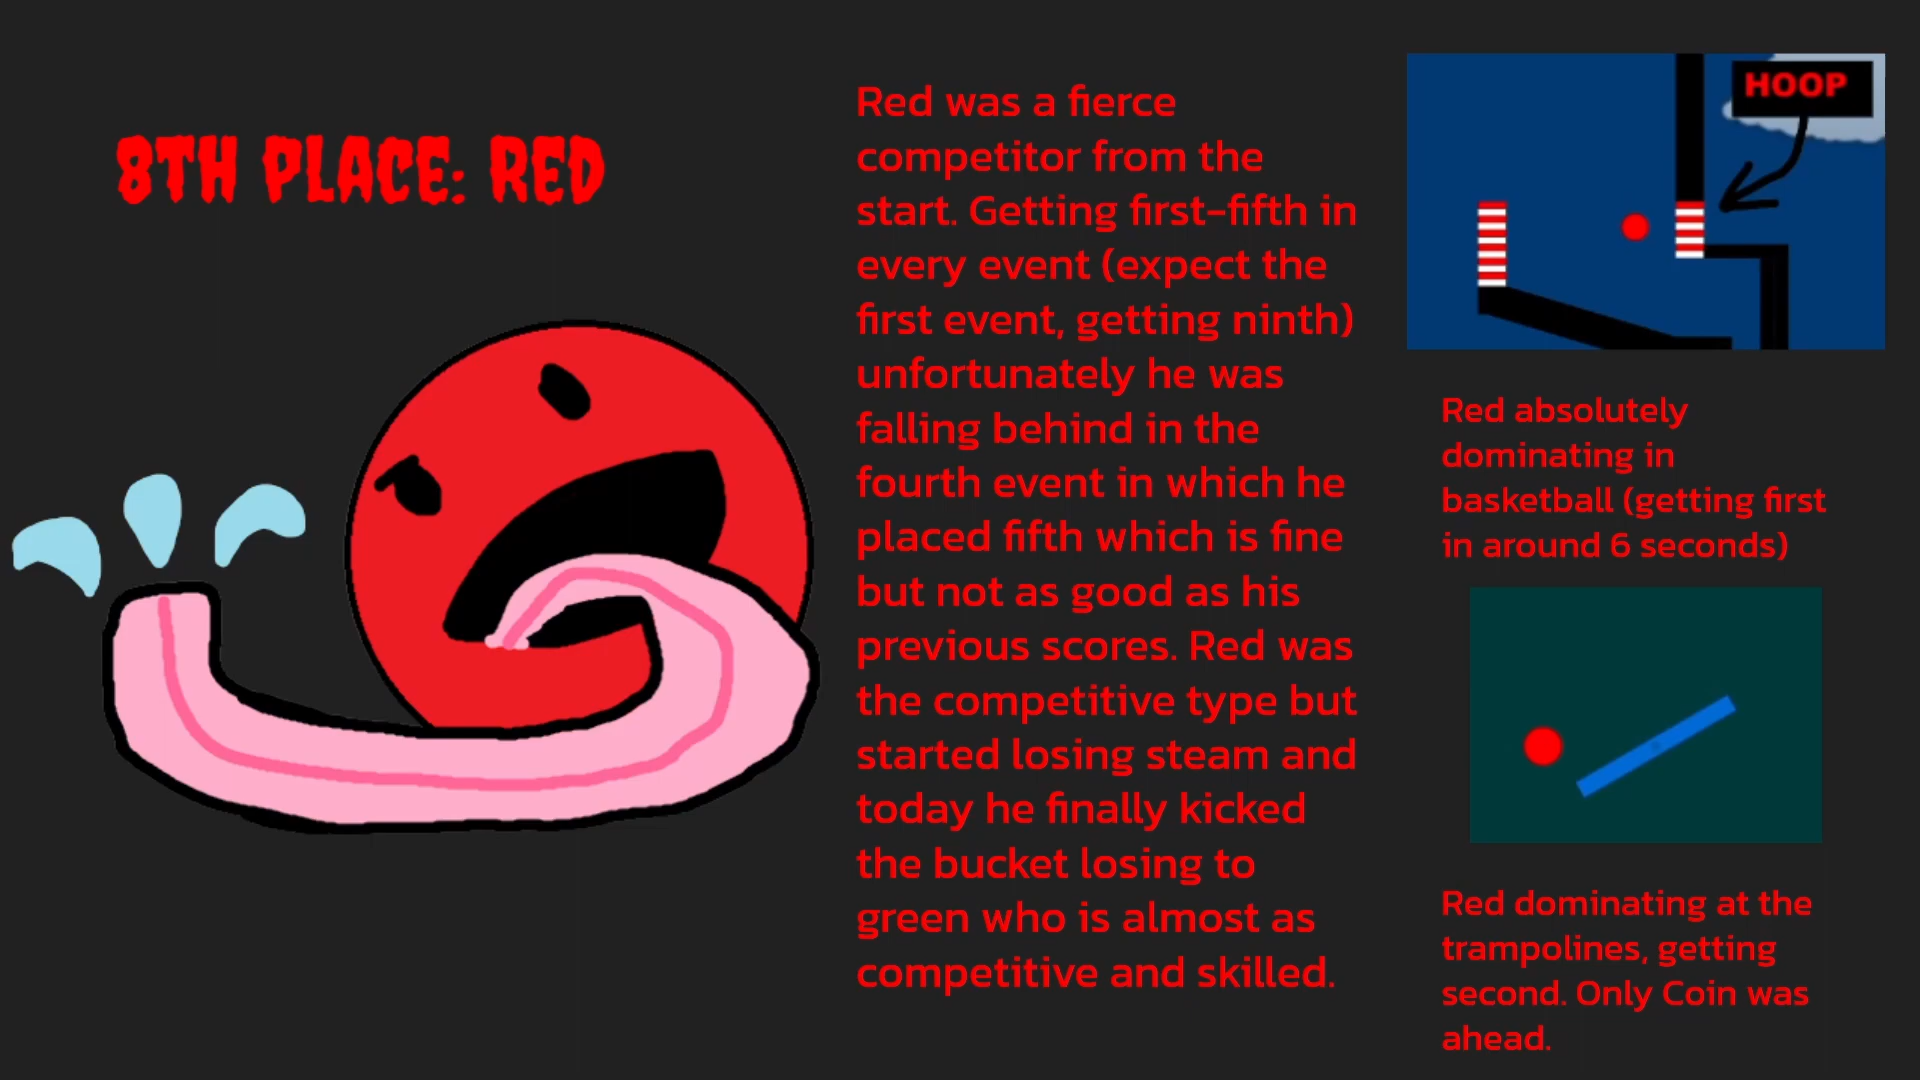 8TH PLACE: RED
Red was a fierce
competitor from the
start. Getting first-fifth in
every event (expect the
first event, getting ninth)
unfortunately he was
falling behind in the
fourth event in which he
placed fifth which is fine
but not as good as his
previous scores. Red was
the competitive type but
started losing steam and
today he finally kicked
the bucket losing to
green who is almost as
competitive and skilled.
HOOP
Red absolutely
dominating in
basketball (getting first
in around 6 seconds)
Red dominating at the
trampolines, getting
second. Only Coin was
ahead.